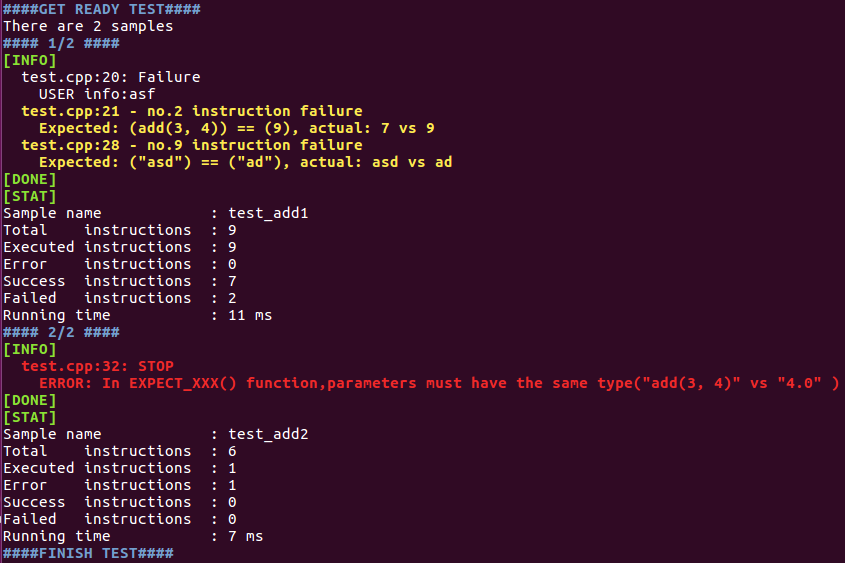 ####GET READY TEST####
There are 2 samples
#### 1/2 ####
[INFO]
  test.cpp:20: Failure
    USER info:asf
  test.cpp:21 - no.2 instruction failure
    Expected: (add(3, 4)) == (9), actual: 7 vs 9
  test.cpp:28 - no.9 instruction failure
    Expected: ("asd") == ("ad"), actual: asd vs ad
[DONE]
[STAT]
Sample name            : test_add1
Total    instructions  : 9
Executed instructions  : 9
Error    instructions  : 0
Success  instructions  : 7
Failed   instructions  : 2
Running time           : 11 ms
#### 2/2 ####
[INFO]
  test.cpp:32: STOP
    ERROR: In EXPECT_XXX() function,parameters must have the same type("add(3, 4)" vs "4.0" )
[DONE]
[STAT]
Sample name            : test_add2
Total    instructions  : 6
Executed instructions  : 1
Error    instructions  : 1
Success  instructions  : 0
Failed   instructions  : 0
Running time           : 7 ms
####FINISH TEST####